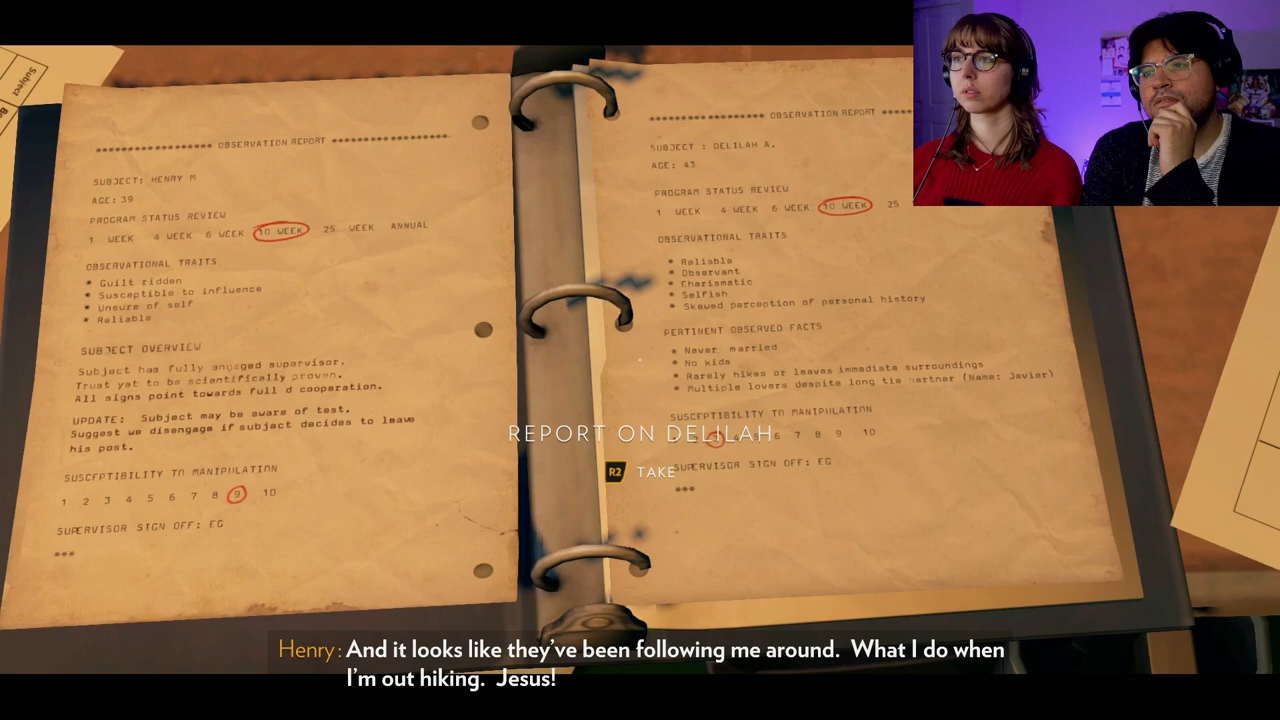 Subject
******************** OBSERVATION REPORT ********************
SUBJECT: HENRY M
AGE: 39
PROGRAM STATUS REVIEW
1 WEEK 4 WEEK 6 WEEK 10 WEEK 25 WEEK ANNUAL
OBSERVATIONAL TRAITS
* Guilt ridden
* Susceptible to influence
* Unsure of self
* Reliable
SUBJECT OVERVIEW
Subject has fully engaged supervisor.
Trust yet to be scientifically proven.
All signs point towards full d cooperation.
UPDATE: Subject may be aware of test.
Suggest we disengage if subject decides to leave
his post.
SUSCEPTIBILITY TO MANIPULATION
1 2 3 4 5 6 7 8 9 10
SUPERVISOR SIGN OFF: EG
***
******************** OBSERVATION REPORT *****
SUBJECT : DELILAH A.
AGE: 43
PROGRAM STATUS REVIEW
1 WEEK 4 WEEK 6 WEEK 10 WEEK 25
OBSERVATIONAL TRAITS
* Reliable
* Observant
* Charismatic
* Selfish
* Skewed perception of personal history
PERTINENT OBSERVED FACTS
* Never married
* No kids
* Rarely hikes or leaves immediate surroundings
* Multiple lovers despite long tie partner (Name: Javier)
SUSCEPTIBILITY TO MANIPULATION
6 7 8 9 10
SUPERVISOR SIGN OFF: EG
***
REPORT ON DELILAH
R2 TAKE
Henry: And it looks like they've been following me around. What I do when
I'm out hiking. Jesus!